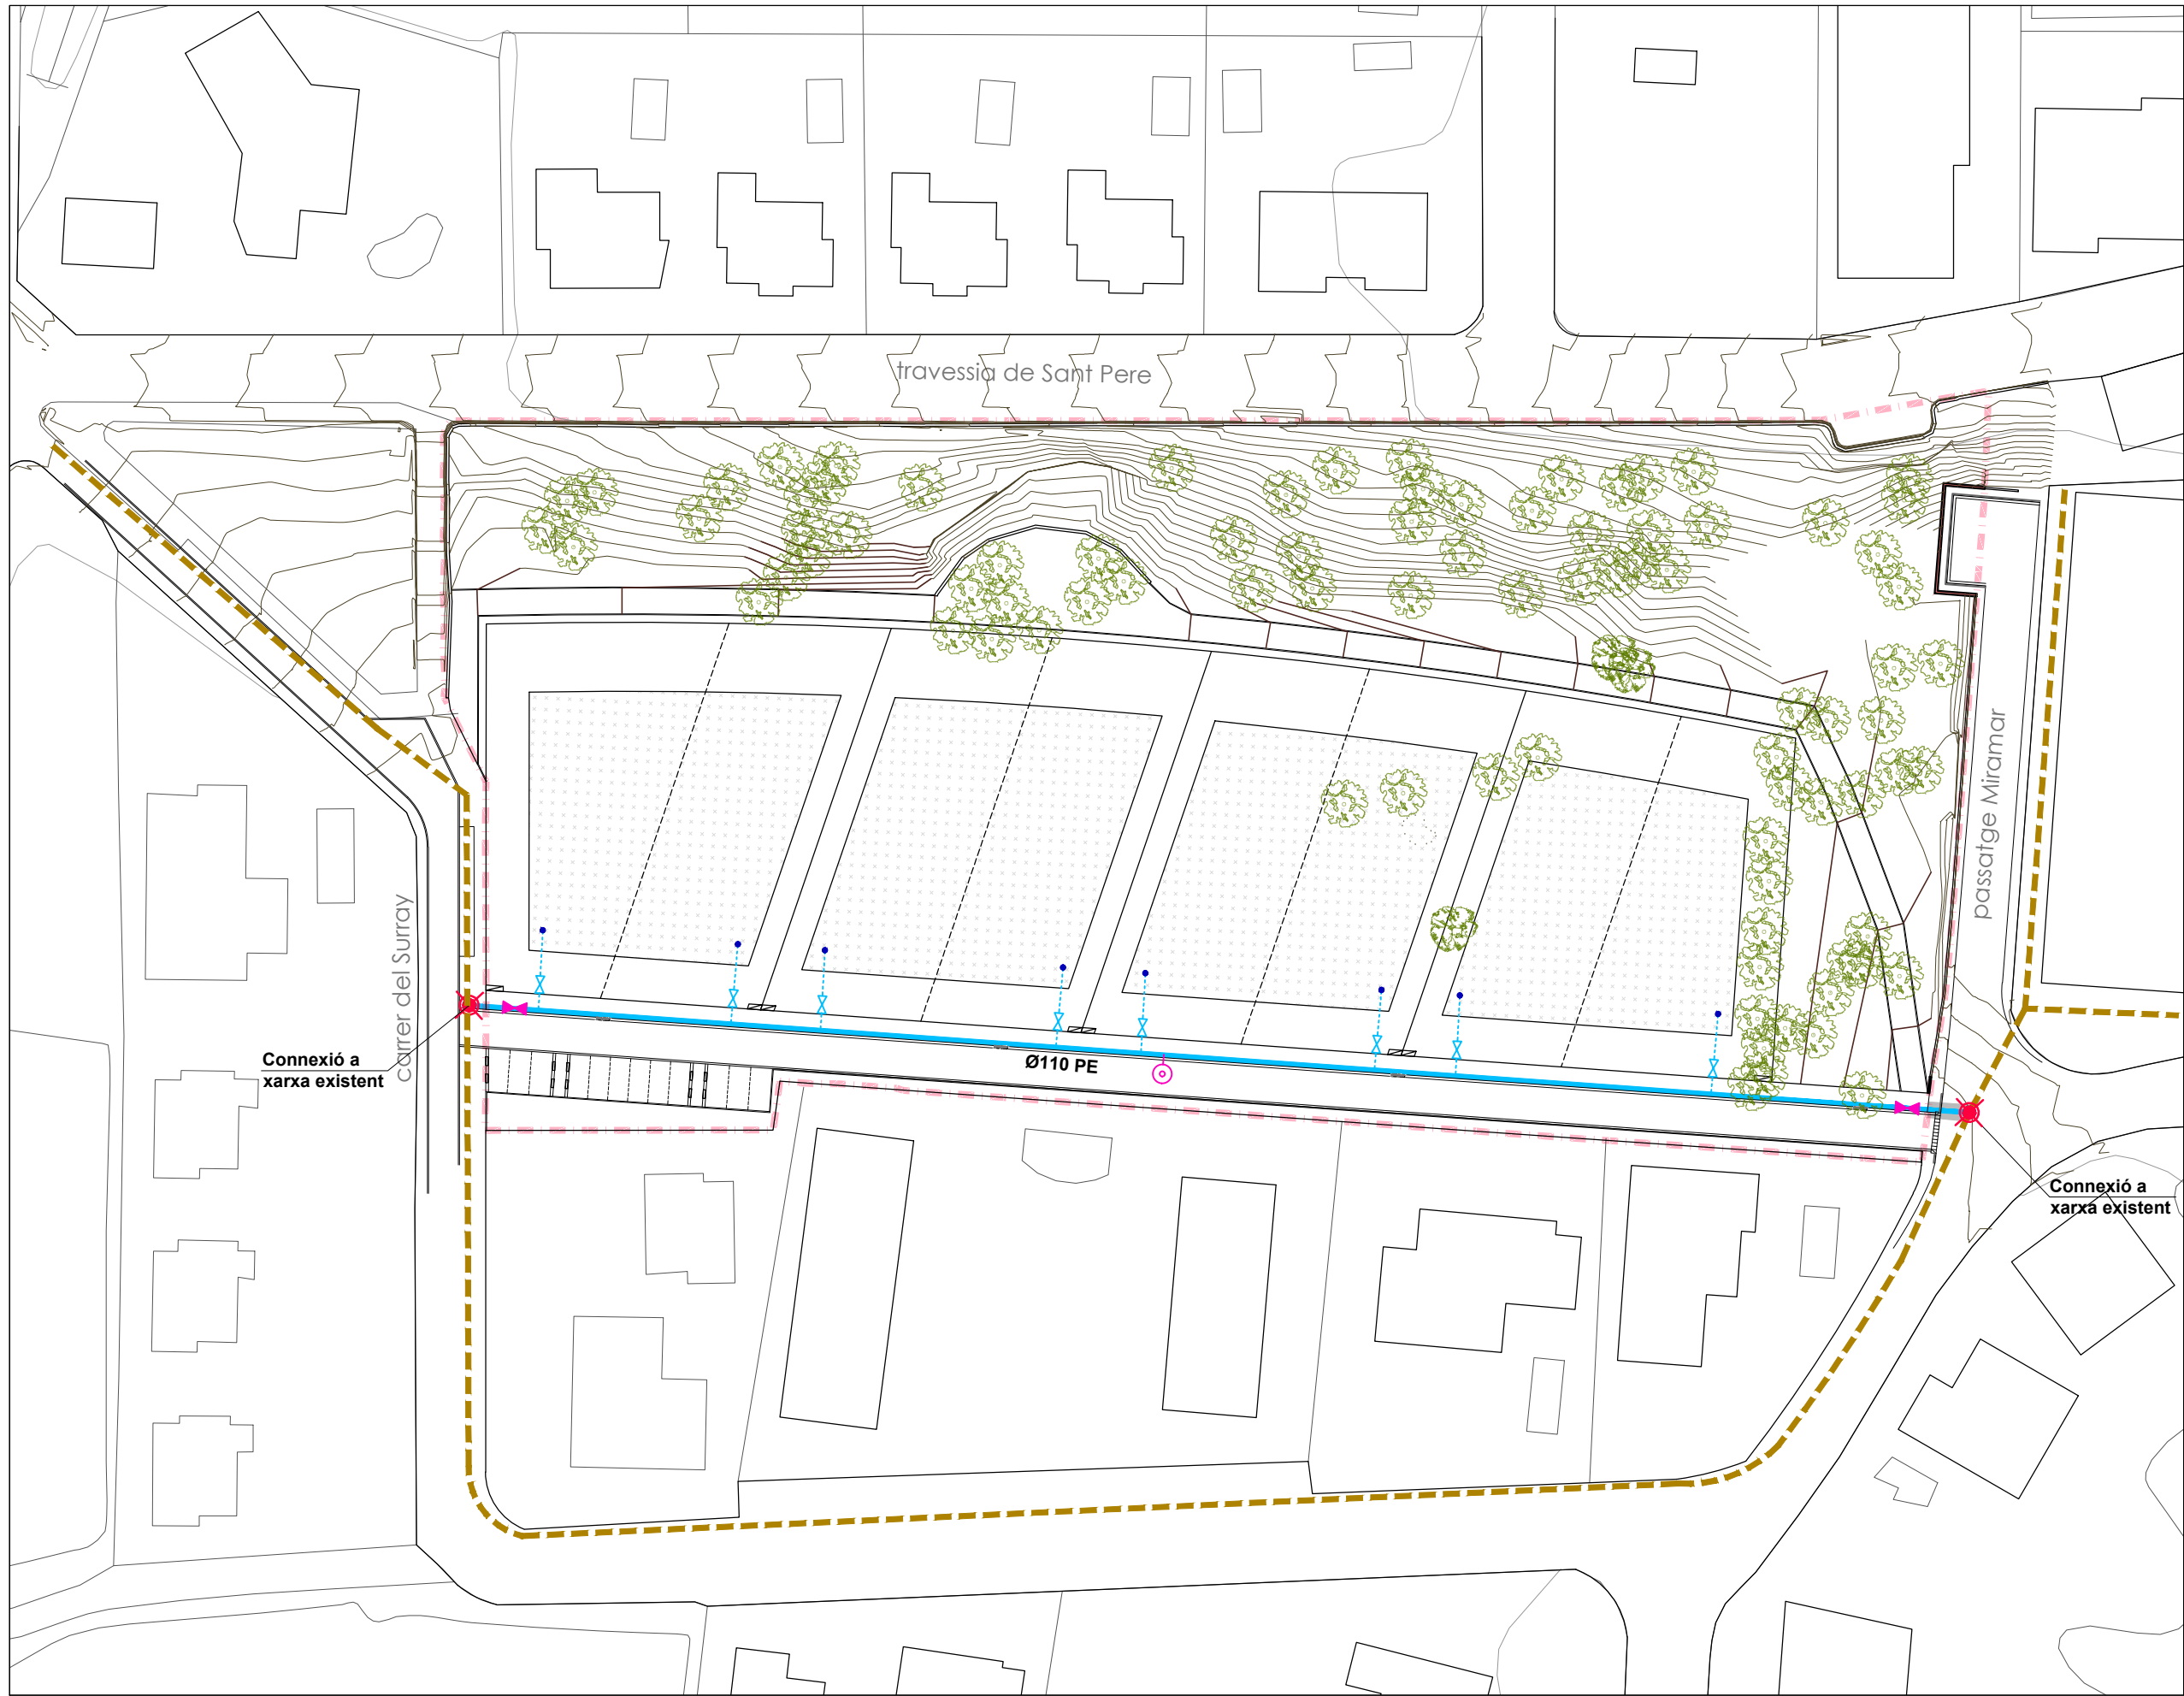 travessia de Sant Pere
passatge Miramar
carrer del Surray
Connexió a
xarxa existent
Ø110 PE
Connexió a
xarxa existent